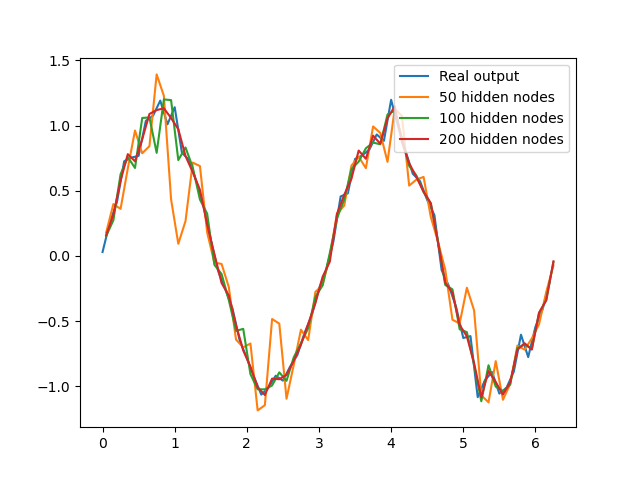 1.5
1.0
0.5
0.0
−0.5
−1.0
0 1 2 3 4 5 6
Real output
50 hidden nodes
100 hidden nodes
200 hidden nodes